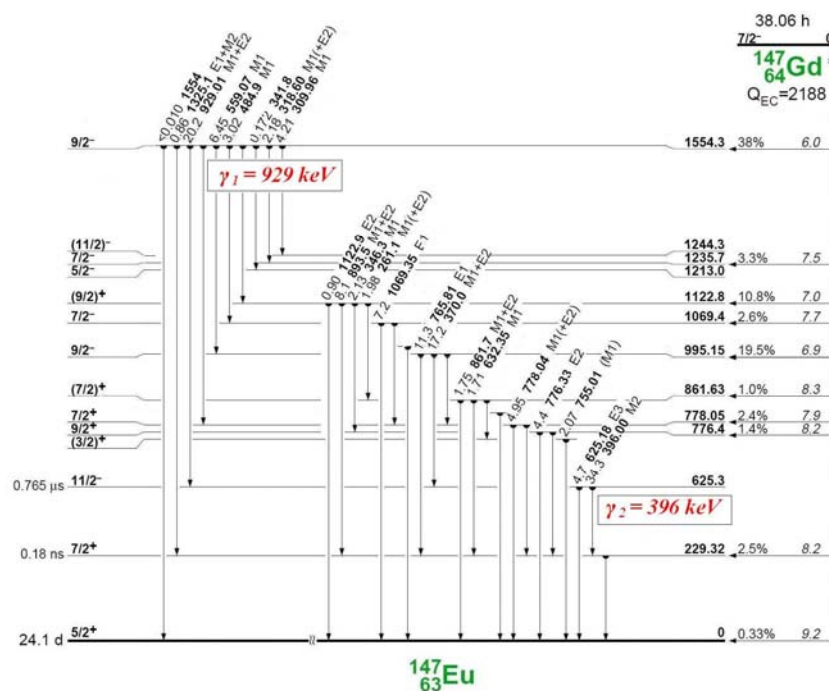 38.06 h
7/2⁻ 0
¹⁴⁷₆₄Gd
Q_EC=2188
<0.010 1554
0.86 1325.1 E1+M2
20.2 929.01 M1+E2
6.45 559.07 M1
3.02 484.9 M1
0.172 341.8
2.18 318.60 M1(+E2)
4.21 309.96 M1
9/2⁻ 1554.3 38% 6.0
γ₁ = 929 keV
(11/2)⁻ 1244.3
7/2⁻ 1235.7 3.3% 7.5
5/2⁻ 1213.0
0.90 1122.9 E2
8.1 893.5 M1+E2
2.13 346.3 M1
1.98 261.1 M1(+E2)
(9/2)⁺ 1122.8 10.8% 7.0
7.2 1069.35 E1
7/2⁻ 1069.4 2.6% 7.7
11.3 765.81 E1
17.2 370.0 M1+E2
9/2⁻ 995.15 19.5% 6.9
1.75 861.7 M1+E2
1.71 632.35 M1
(7/2)⁺ 861.63 1.0% 8.3
4.95 778.04 M1(+E2)
4.4 776.33 E2
2.07 755.01 (M1)
7/2⁺ 778.05 2.4% 7.9
9/2⁺ 776.4 1.4% 8.2
(3/2)⁺
4.7 625.18 E3
34.3 396.00 M2
0.765 μs 11/2⁻ 625.3
γ₂ = 396 keV
0.18 ns 7/2⁺ 229.32 2.5% 8.2
24.1 d 5/2⁺ 0 0.33% 9.2
¹⁴⁷₆₃Eu